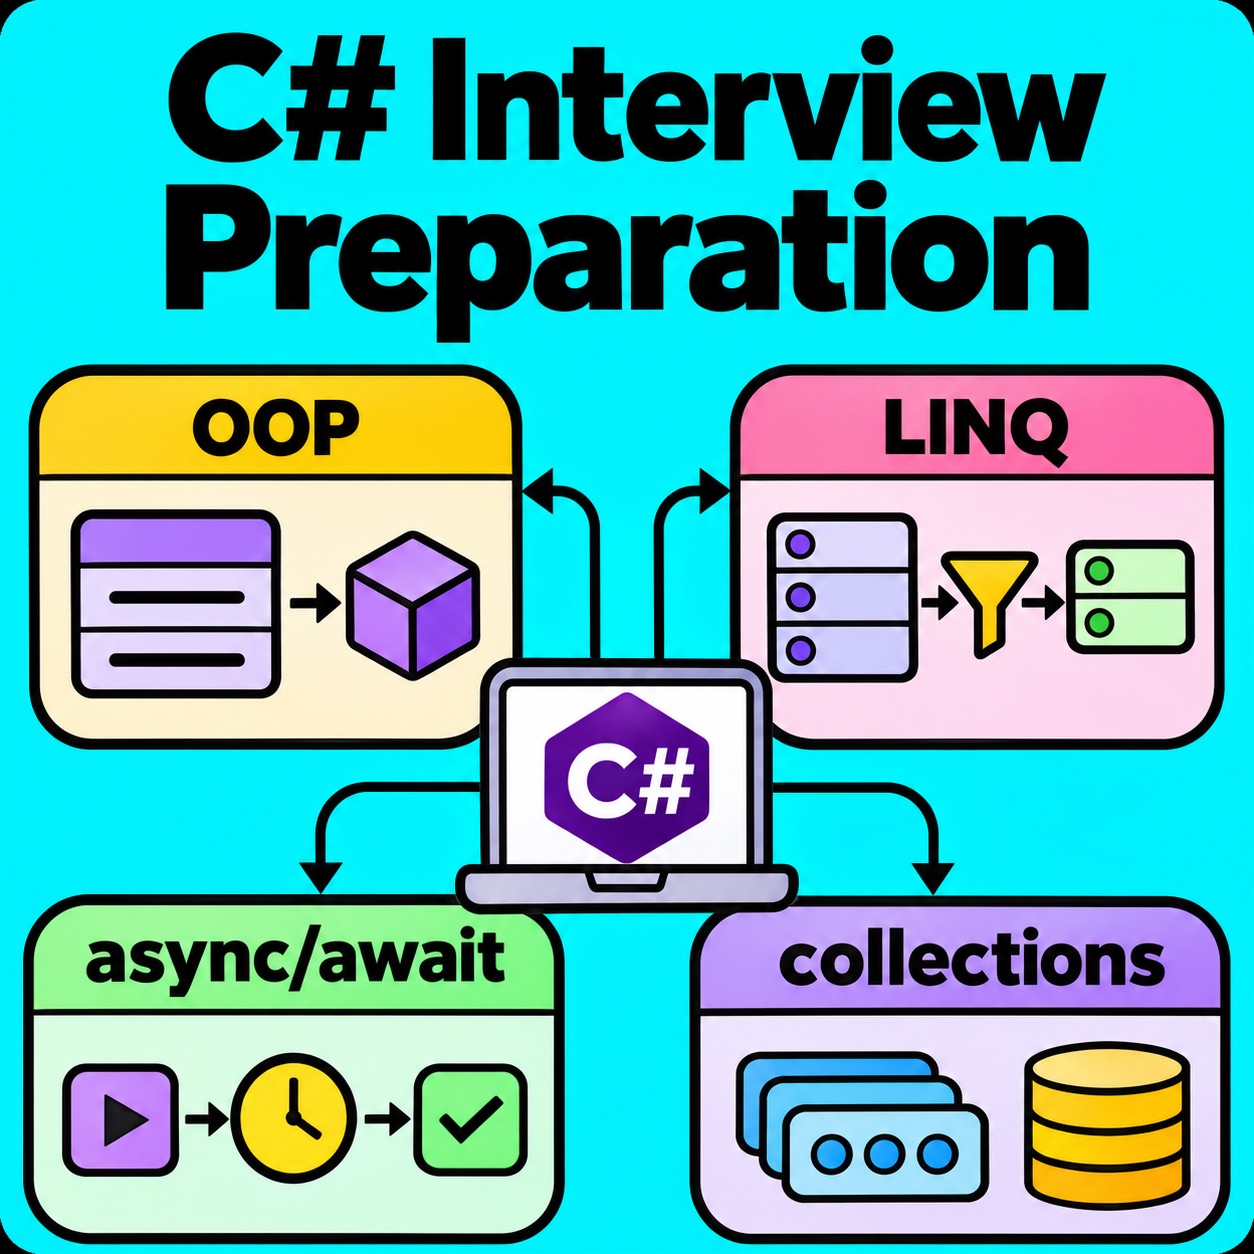 C# Interview
Preparation
OOP
LINQ
C#
async/await
collections